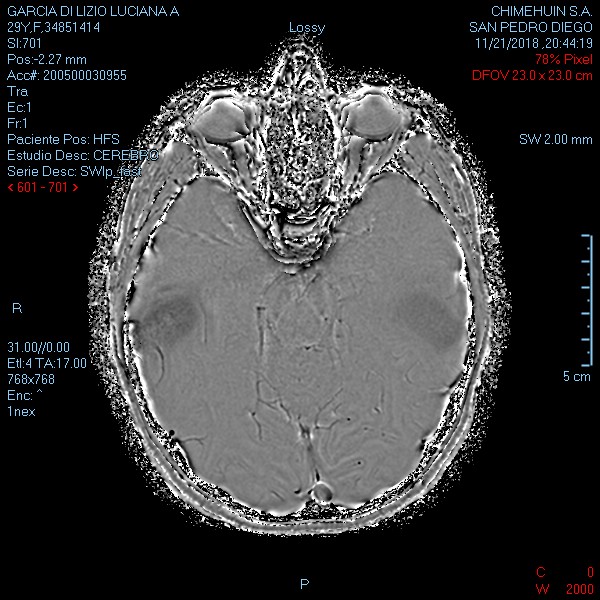 GARCIA DI LIZIO LUCIANA A
29Y,F,34851414
Sl:701
Pos:-2.27 mm
Acc#: 200500030955
Tra
Ec:1
Fr:1
Paciente Pos: HFS
Estudio Desc: CEREBRO
Serie Desc: SWIp_fast
< 601 - 701 >
Lossy
CHIMEHUIN S.A.
SAN PEDRO DIEGO
11/21/2018 ,20:44:19
78% Pixel
DFOV 23.0 x 23.0 cm
SW 2.00 mm
R
31.00//0.00
Etl:4 TA:17.00
768x768
Enc: ^
1nex
5 cm
P
C 0
W 2000